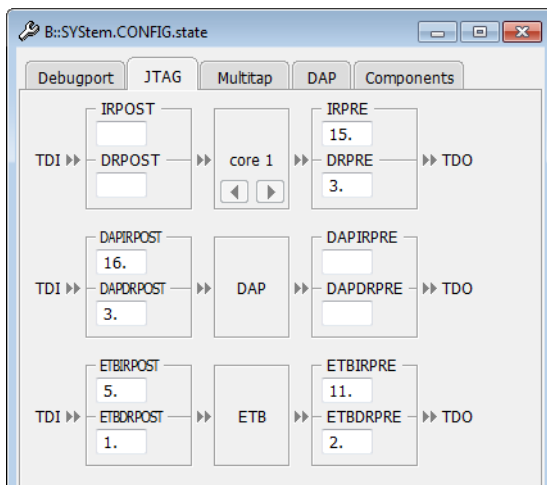 B::SYStem.CONFIG.state
Debugport JTAG Multitap DAP Components
IRPOST IRPRE
15.
TDI DRPOST core 1 DRPRE TDO
3.
DAPIRPOST DAPIRPRE
16.
TDI DAPDRPOST DAP DAPDRPRE TDO
3.
ETBIRPOST ETBIRPRE
5. 11.
TDI ETBDRPOST ETB ETBDRPRE TDO
1. 2.